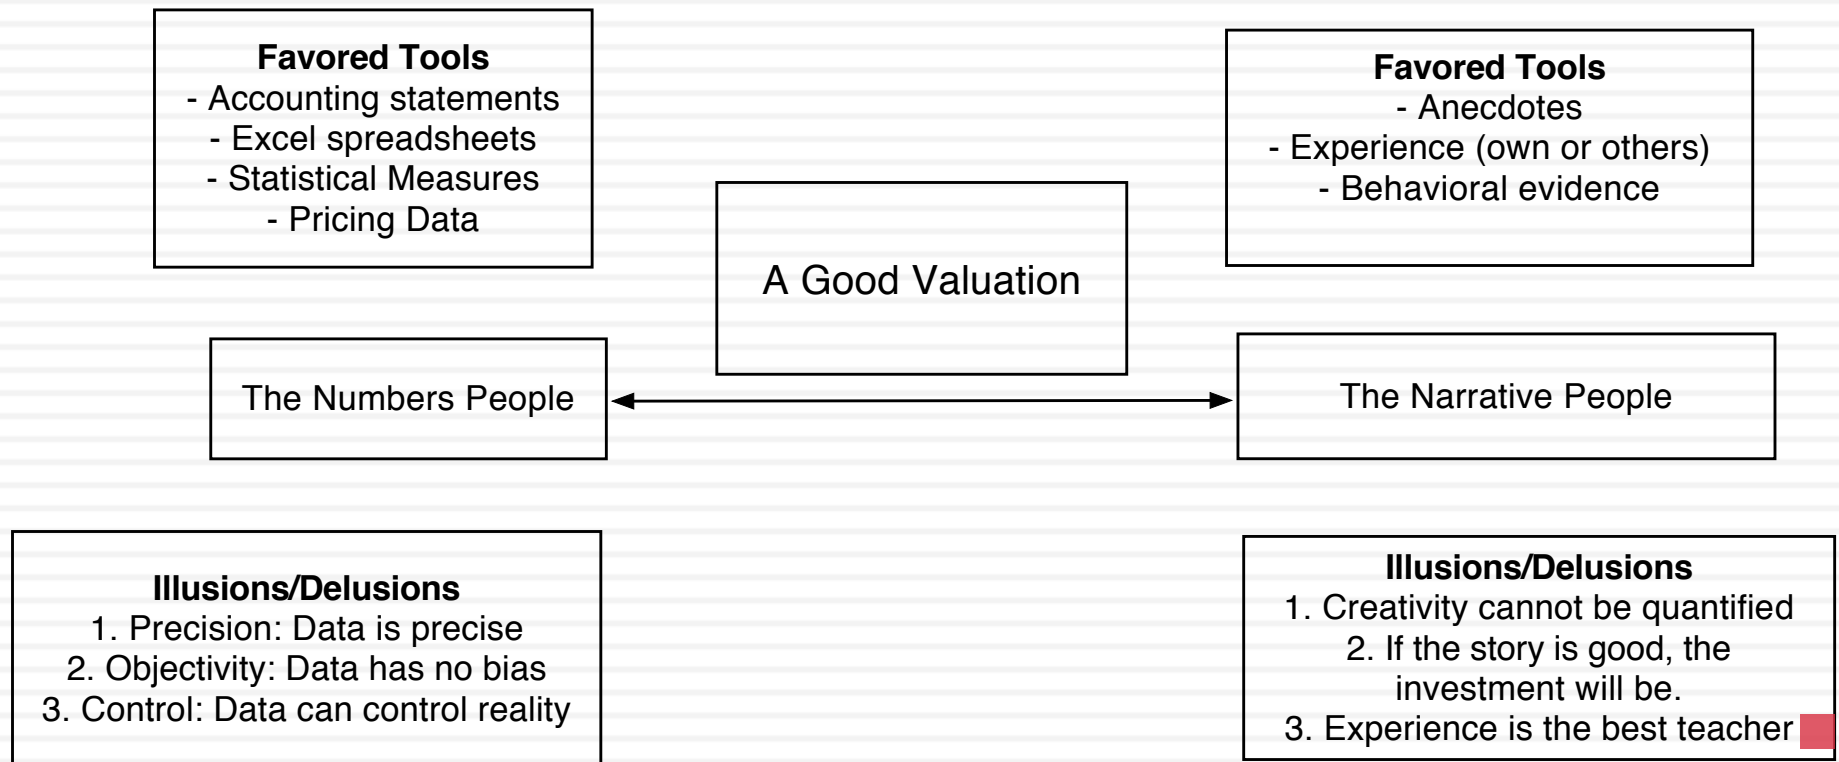 Favored Tools
- Accounting statements
- Excel spreadsheets
- Statistical Measures
- Pricing Data
Favored Tools
- Anecdotes
- Experience (own or others)
- Behavioral evidence
A Good Valuation
The Numbers People
The Narrative People
Illusions/Delusions
1. Precision: Data is precise
2. Objectivity: Data has no bias
3. Control: Data can control reality
Illusions/Delusions
1. Creativity cannot be quantified
2. If the story is good, the
investment will be.
3. Experience is the best teacher